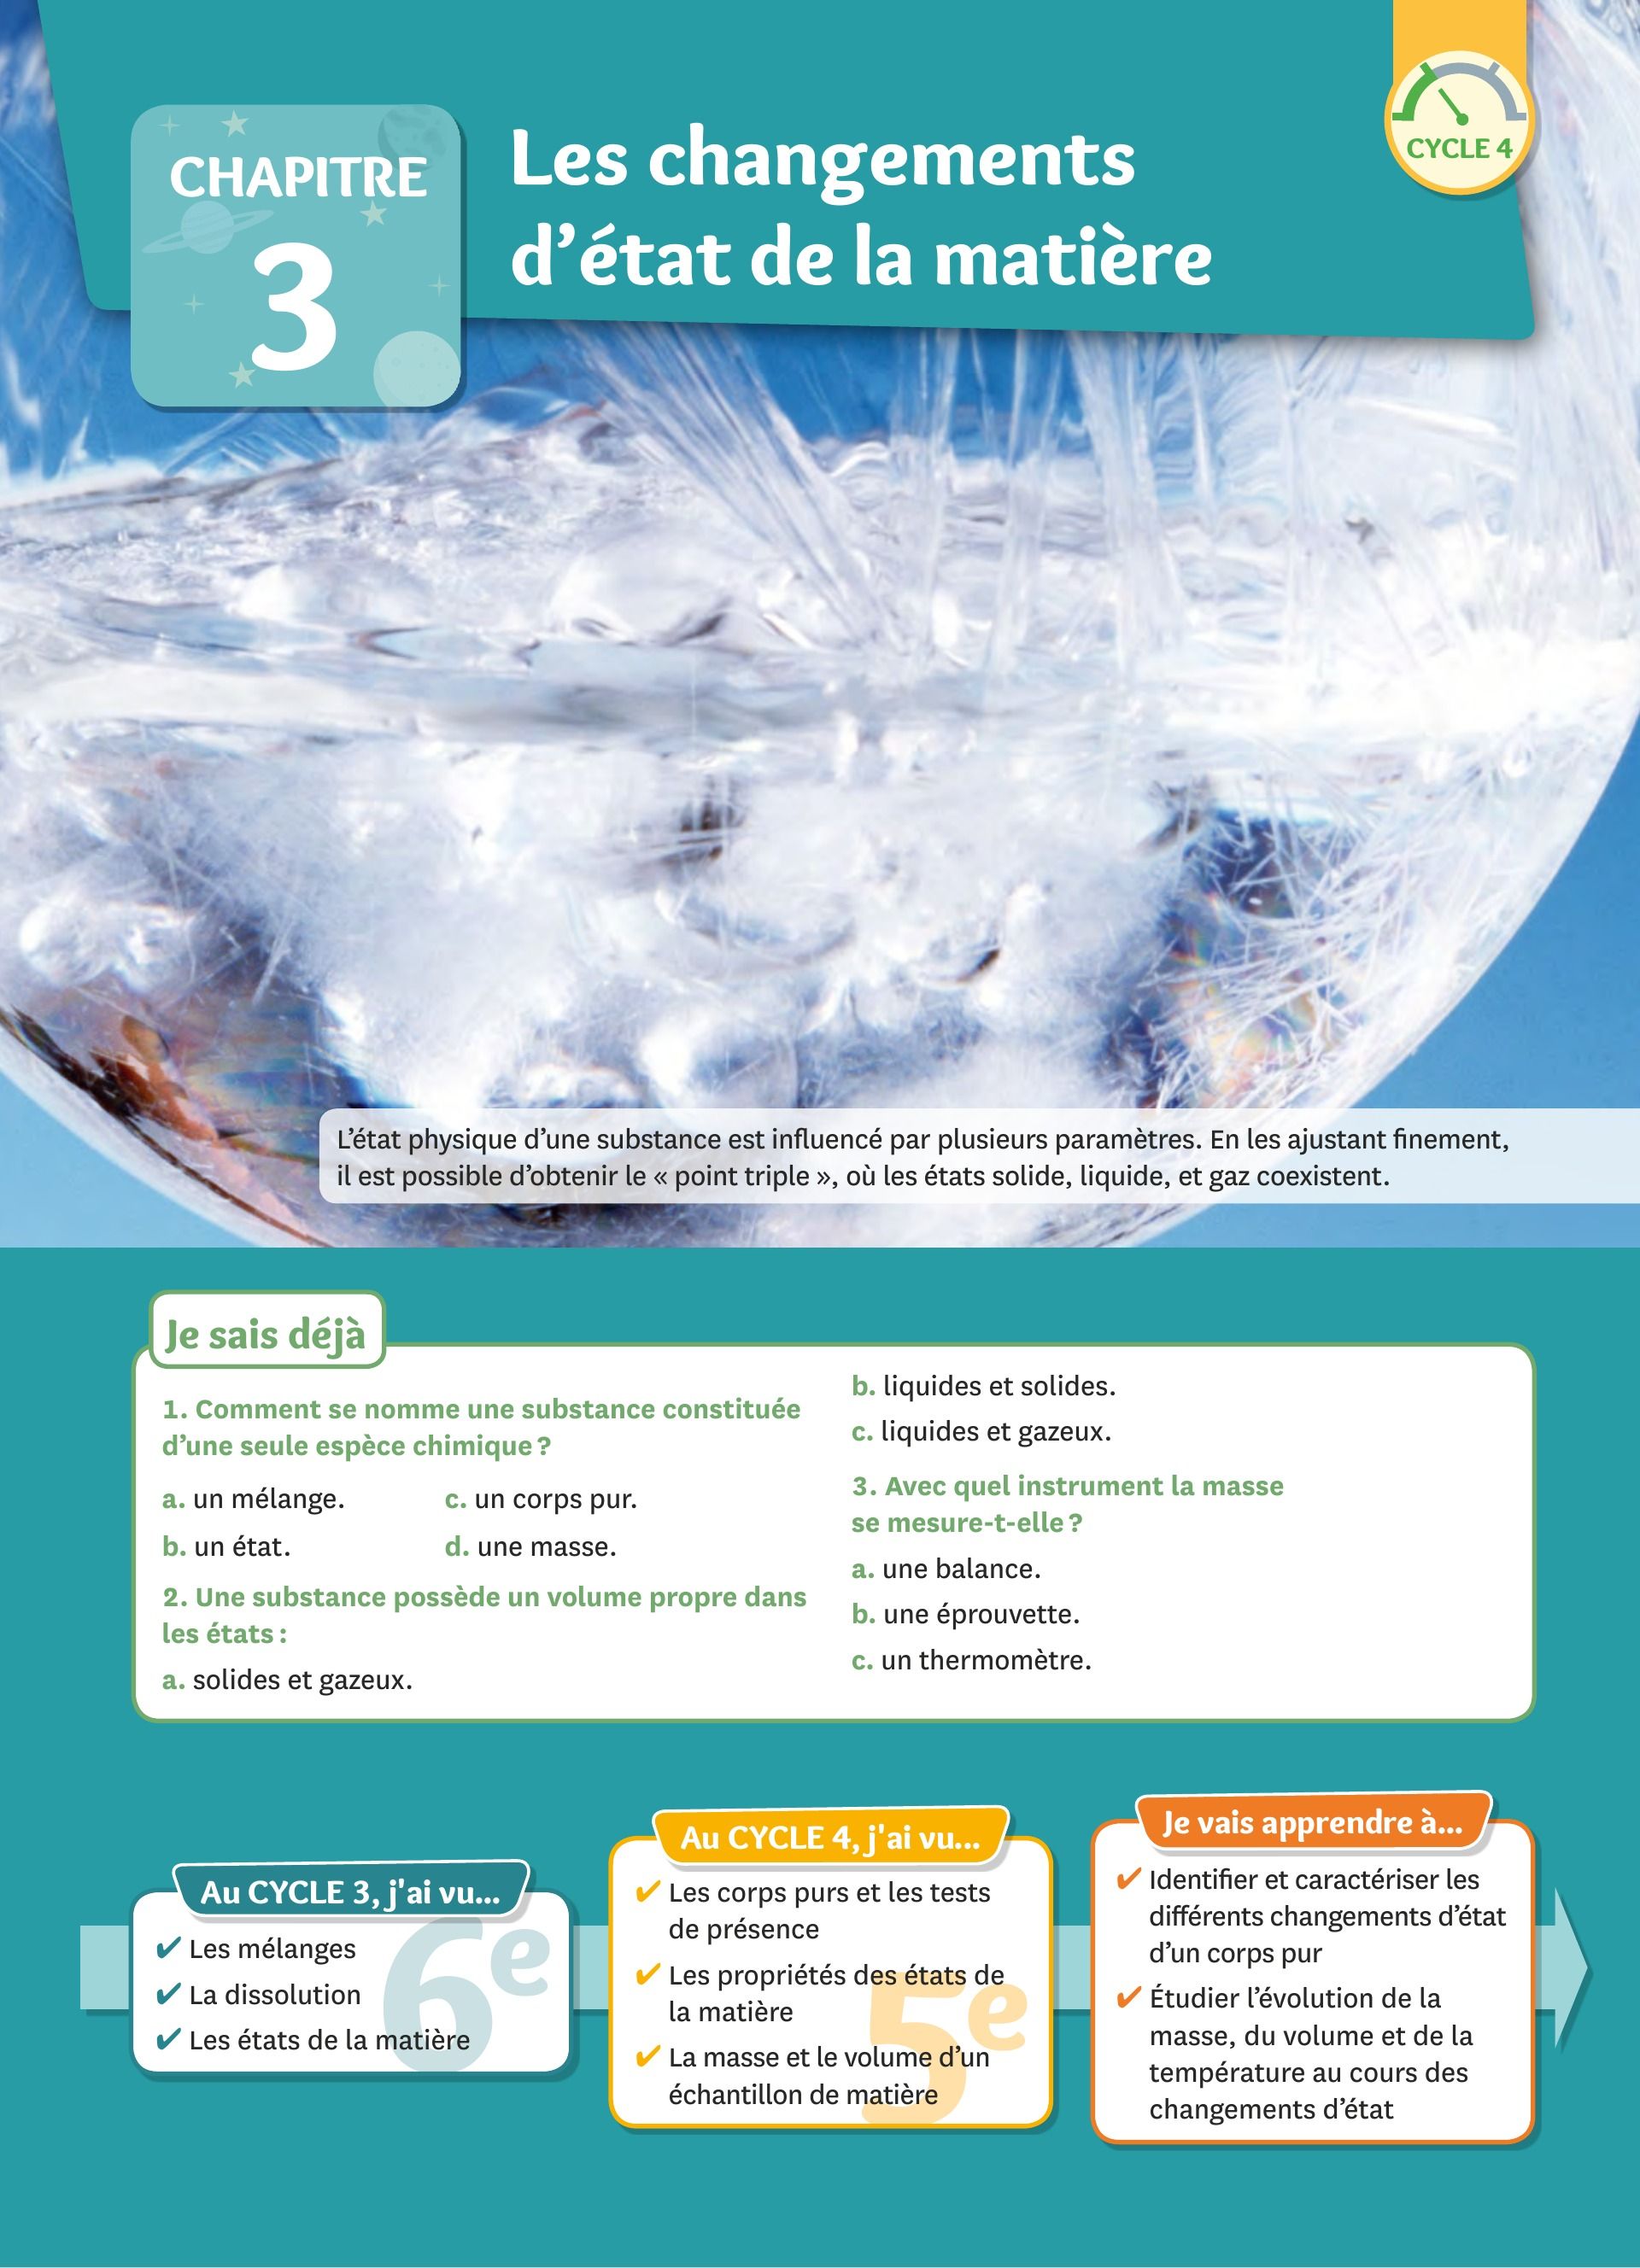 CHAPITRE
3
Les changements
d'état de la matière
CYCLE 4
L'état physique d'une substance est influencé par plusieurs paramètres. En les ajustant finement,
il est possible d'obtenir le « point triple », où les états solide, liquide, et gaz coexistent.
Je sais déjà
1. Comment se nomme une substance constituée
d'une seule espèce chimique ?
a. un mélange.
b. un état.
c. un corps pur.
d. une masse.
2. Une substance possède un volume propre dans
les états :
a. solides et gazeux.
b. liquides et solides.
c. liquides et gazeux.
3. Avec quel instrument la masse
se mesure-t-elle ?
a. une balance.
b. une éprouvette.
c. un thermomètre.
Au CYCLE 3, j'ai vu...
6e
✔ Les mélanges
✔ La dissolution
✔ Les états de la matière
Au CYCLE 4, j'ai vu...
5e
✔ Les corps purs et les tests
de présence
✔ Les propriétés des états de
la matière
✔ La masse et le volume d'un
échantillon de matière
Je vais apprendre à...
✔ Identifier et caractériser les
différents changements d'état
d'un corps pur
✔ Étudier l'évolution de la
masse, du volume et de la
température au cours des
changements d'état